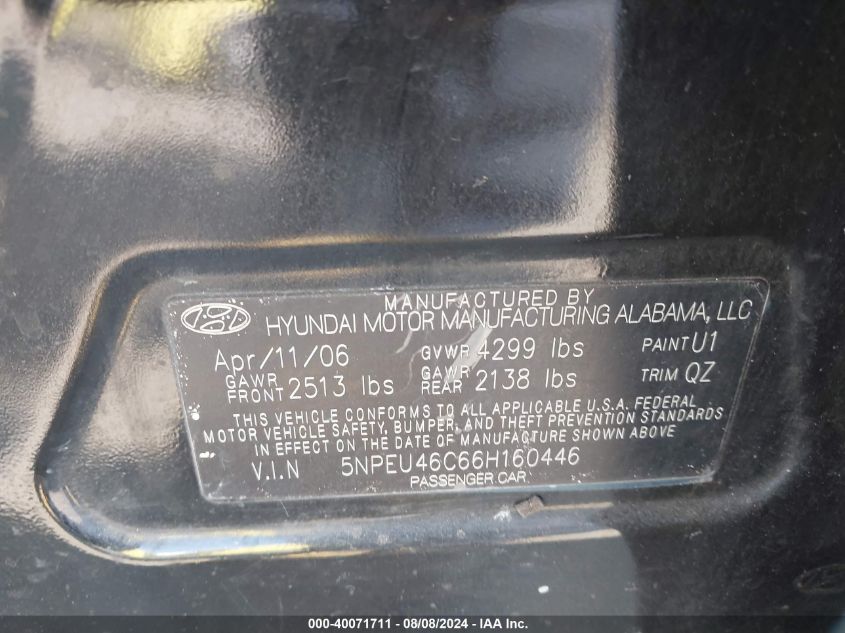 MANUFACTURED BY
HYUNDAI MOTOR MANUFACTURING ALABAMA, LLC
Apr/11/06 GVWR 4299 lbs PAINT U1
GAWR FRONT 2513 lbs GAWR REAR 2138 lbs TRIM QZ
THIS VEHICLE CONFORMS TO ALL APPLICABLE U.S.A. FEDERAL
MOTOR VEHICLE SAFETY, BUMPER, AND THEFT PREVENTION STANDARDS
IN EFFECT ON THE DATE OF MANUFACTURE SHOWN ABOVE
V.I.N 5NPEU46C66H160446
PASSENGER CAR
000-40071711 - 08/08/2024 - IAA Inc.